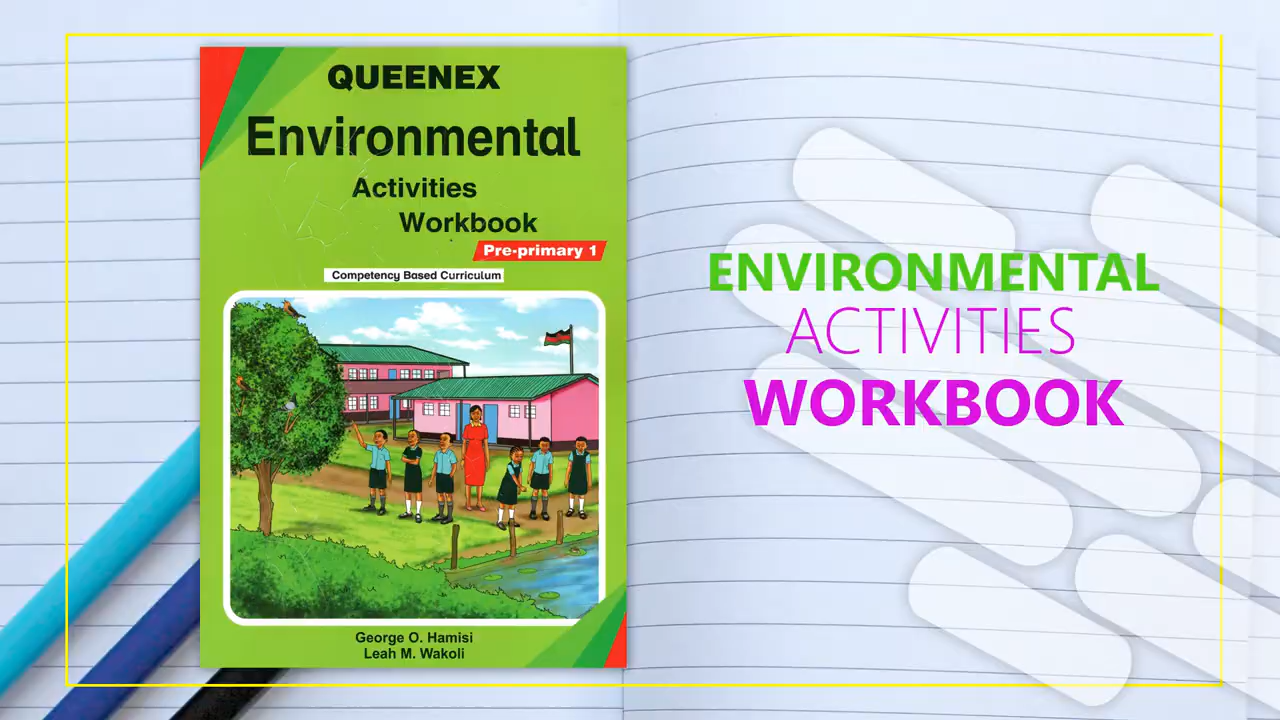 QUEENEX
Environmental
Activities
Workbook
Pre-primary 1
Competency Based Curriculum
George O. Hamisi
Leah M. Wakoli
ENVIRONMENTAL
ACTIVITIES
WORKBOOK